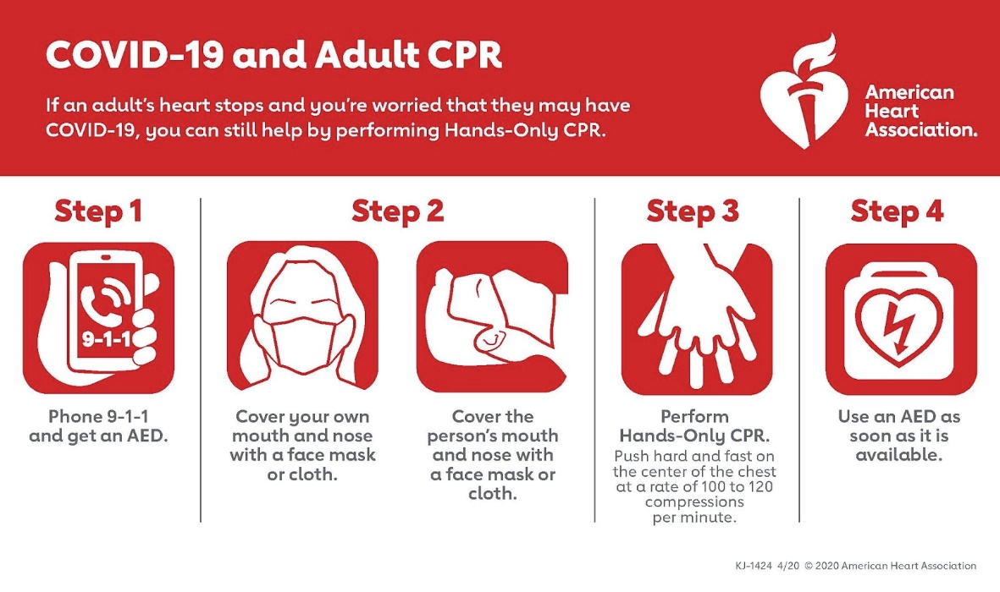 COVID-19 and Adult CPR
If an adult's heart stops and you're worried that they may have
COVID-19, you can still help by performing Hands-Only CPR.
American
Heart
Association.
Step 1
9-1-1
Phone 9-1-1
and get an AED.
Step 2
Cover your own
mouth and nose
with a face mask
or cloth.
Cover the
person's mouth
and nose with
a face mask or
cloth.
Step 3
Perform
Hands-Only CPR.
Push hard and fast on
the center of the chest
at a rate of 100 to 120
compressions
per minute.
Step 4
Use an AED as
soon as it is
available.
KJ-1424 4/20 © 2020 American Heart Association